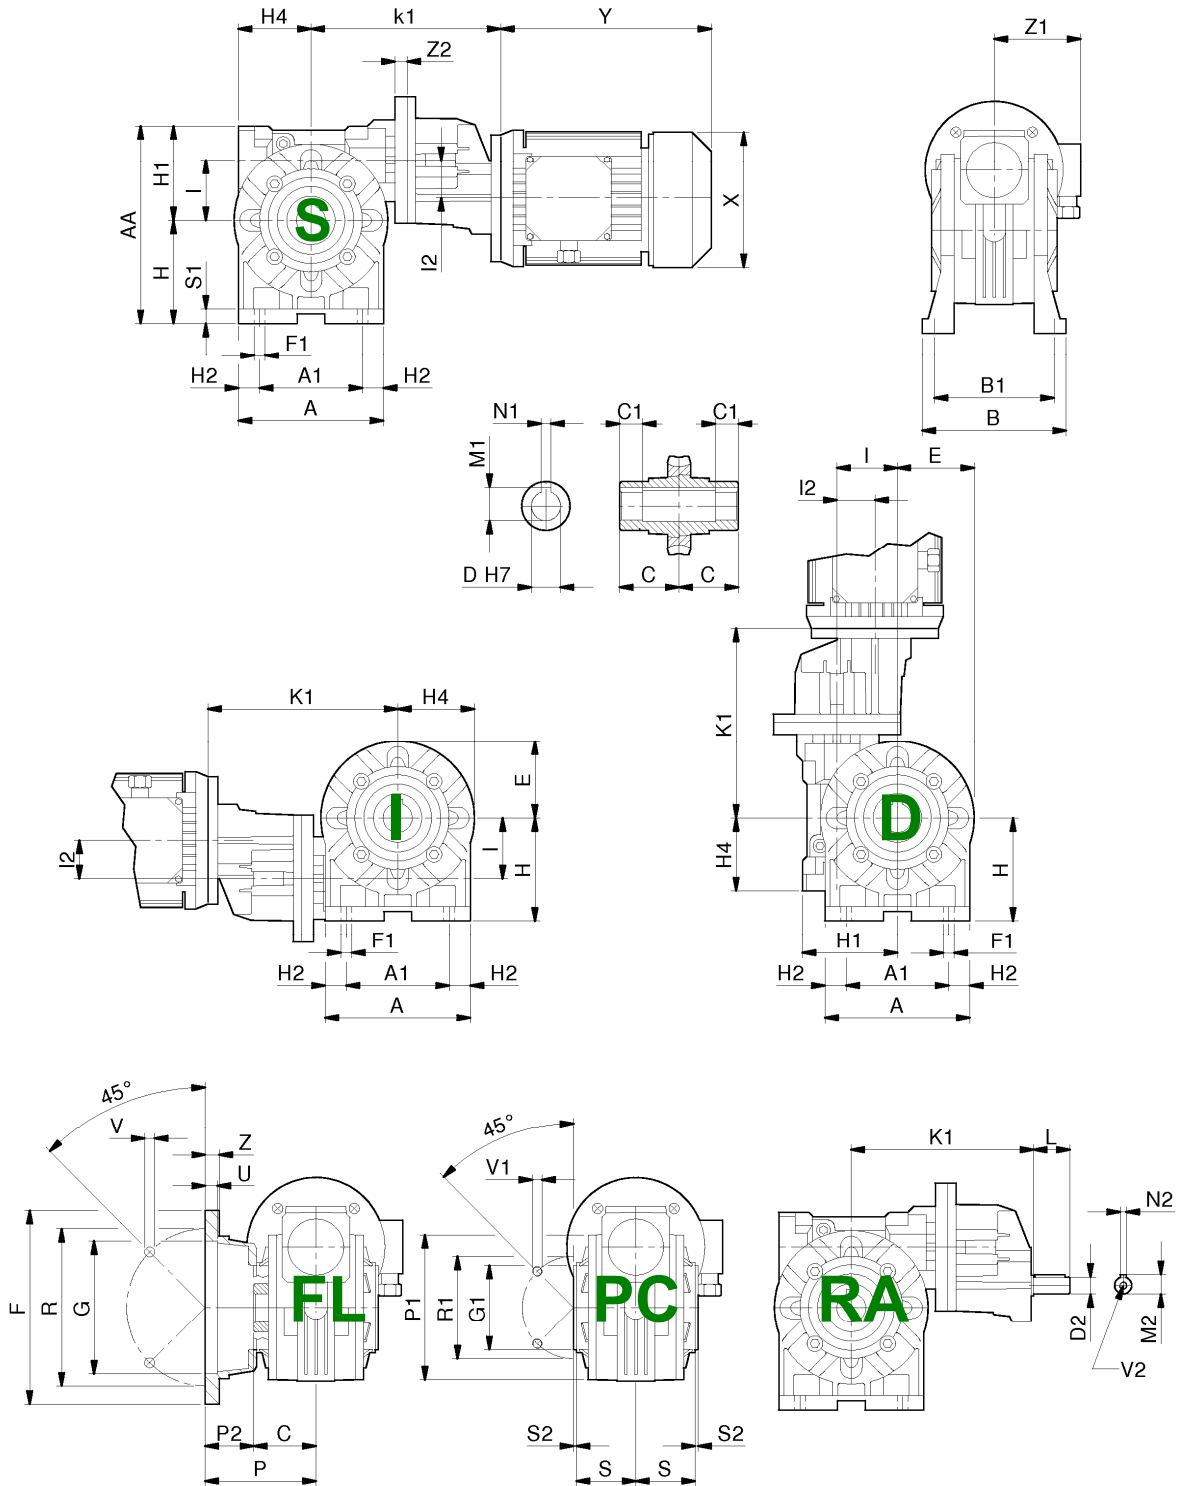 H4 k1 Y
Z1
Z2
H1
I
AA
S
X
I2
H
S1
F1
H2 A1 H2
A
B1
B
N1 C1 C1
M1
D H7
C C
I E
I2
K1 H4
K1
E
I
D
I2
I
H
H4
H
F1
H1 F1
H2 A1 H2
H2 A1 H2
A
A
45°
V
Z
U
45°
V1
K1 L
N2
F
R
G
FL
P1
R1
G1
PC
RA
D2
M2
V2
P2 C
P
S2 S2
S S